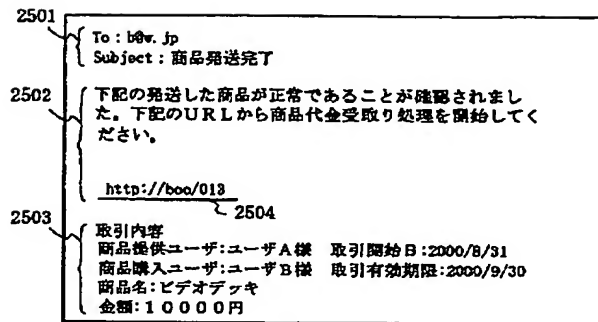 2501
To : b@w. jp
Subject : 商品発送完了
2502
下記の発送した商品が正常であることが確認されまし
た。下記のURLから商品代金受取り処理を開始してく
ださい。
http://boo/013
2504
2503
取引内容
商品提供ユーザ:ユーザA様 取引開始日:2000/8/31
商品購入ユーザ:ユーザB様 取引有効期限:2000/9/30
商品名:ビデオデッキ
金額:10000円